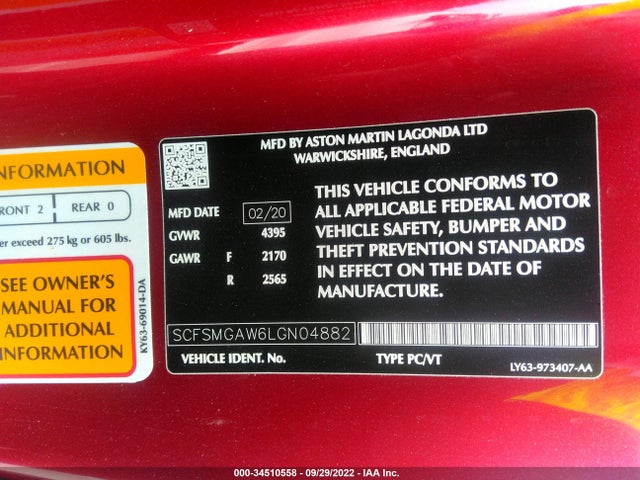 NFORMATION
RONT 2 REAR 0
er exceed 275 kg or 605 lbs.
SEE OWNER'S
MANUAL FOR
ADDITIONAL
INFORMATION
KY63-69014-DA
MFD BY ASTON MARTIN LAGONDA LTD
WARWICKSHIRE, ENGLAND
MFD DATE 02/20
GVWR 4395
GAWR F 2170
R 2565
THIS VEHICLE CONFORMS TO
ALL APPLICABLE FEDERAL MOTOR
VEHICLE SAFETY, BUMPER AND
THEFT PREVENTION STANDARDS
IN EFFECT ON THE DATE OF
MANUFACTURE.
SCFSMGAW6LGN04882
VEHICLE IDENT. No. TYPE PC/VT
LY63-973407-AA
000-34510558 - 09/29/2022 - IAA Inc.